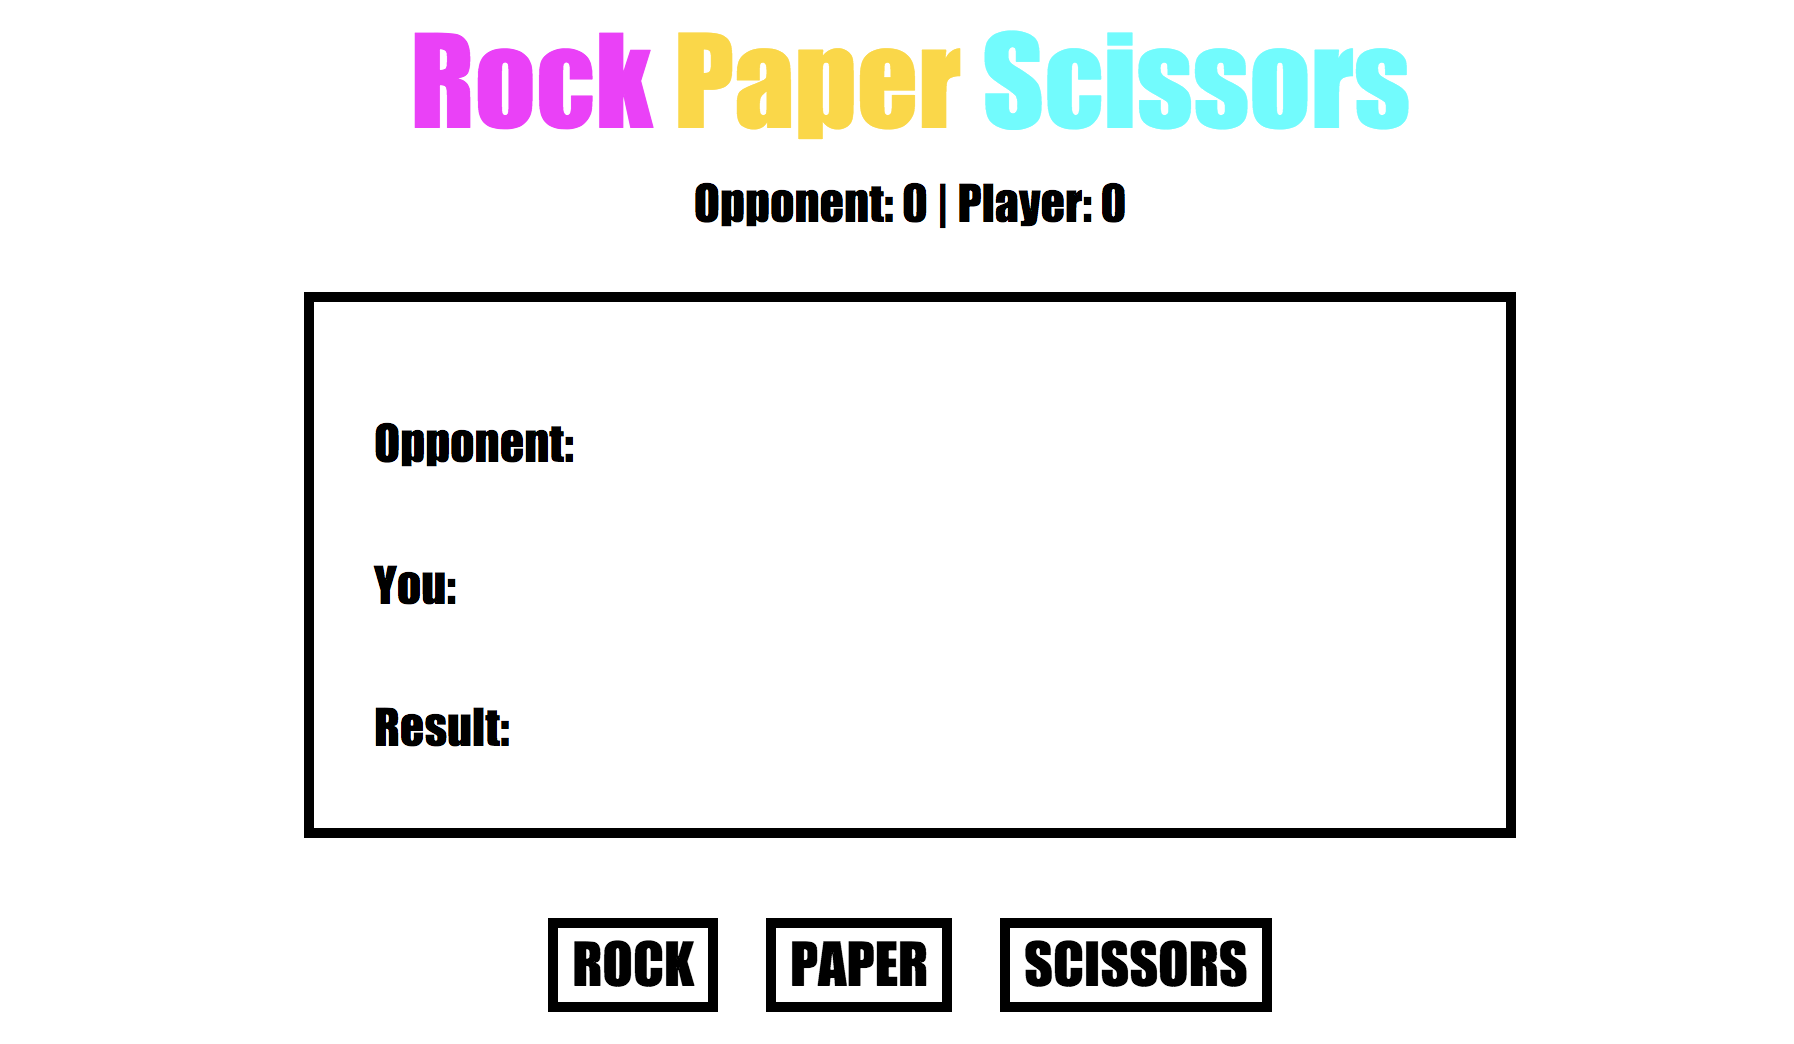 Rock Paper Scissors
Opponent: 0 | Player: 0
Opponent:
You:
Result:
ROCK PAPER SCISSORS